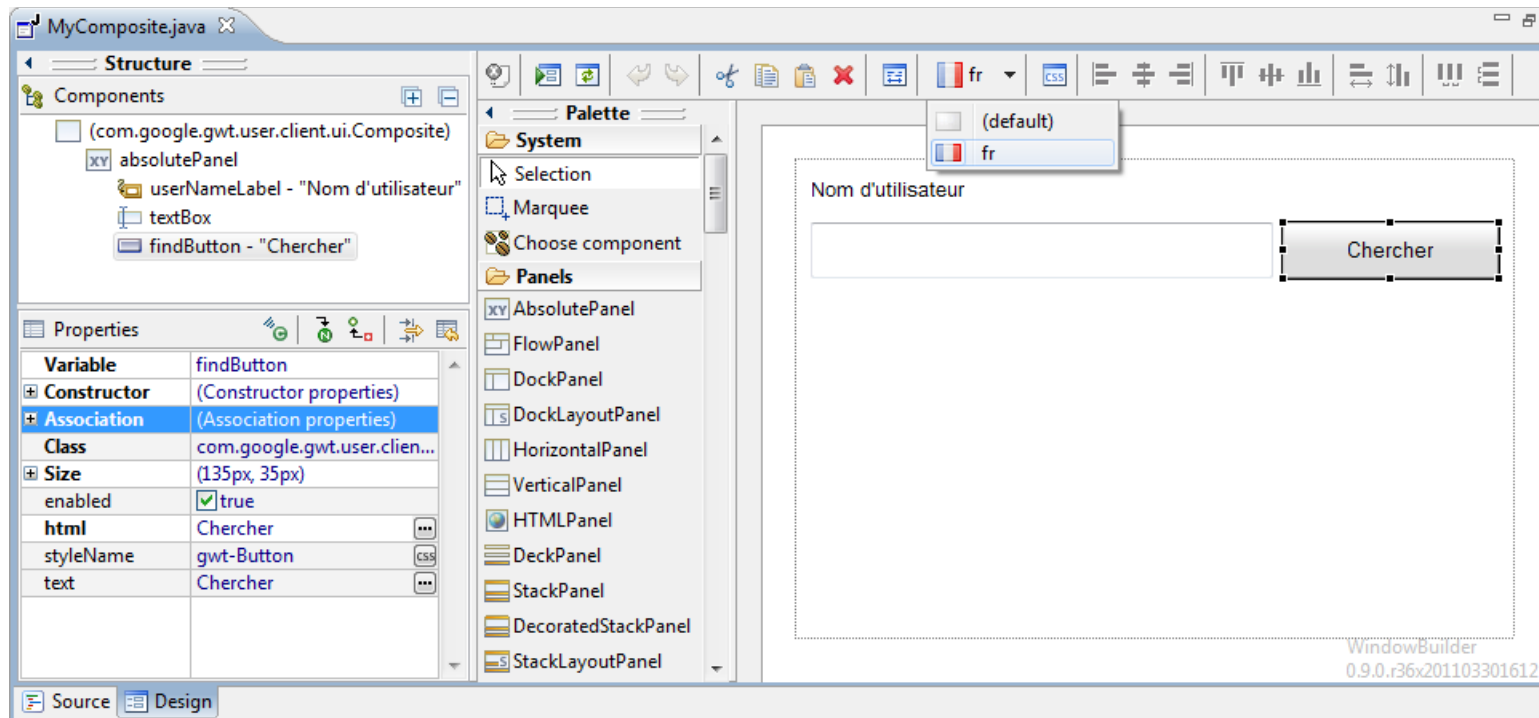 MyComposite.java
Structure
Components
(com.google.gwt.user.client.ui.Composite)
XY absolutePanel
userNameLabel - "Nom d'utilisateur"
textBox
findButton - "Chercher"
Properties
Variable findButton
Constructor (Constructor properties)
Association (Association properties)
Class com.google.gwt.user.clien...
Size (135px, 35px)
enabled true
html Chercher
styleName gwt-Button css
text Chercher
fr
css
(default)
fr
Palette
System
Selection
Marquee
Choose component
Panels
XY AbsolutePanel
FlowPanel
DockPanel
DockLayoutPanel
HorizontalPanel
VerticalPanel
HTMLPanel
DeckPanel
StackPanel
DecoratedStackPanel
StackLayoutPanel
Nom d'utilisateur
Chercher
WindowBuilder
0.9.0.r36x201103301612
Source Design